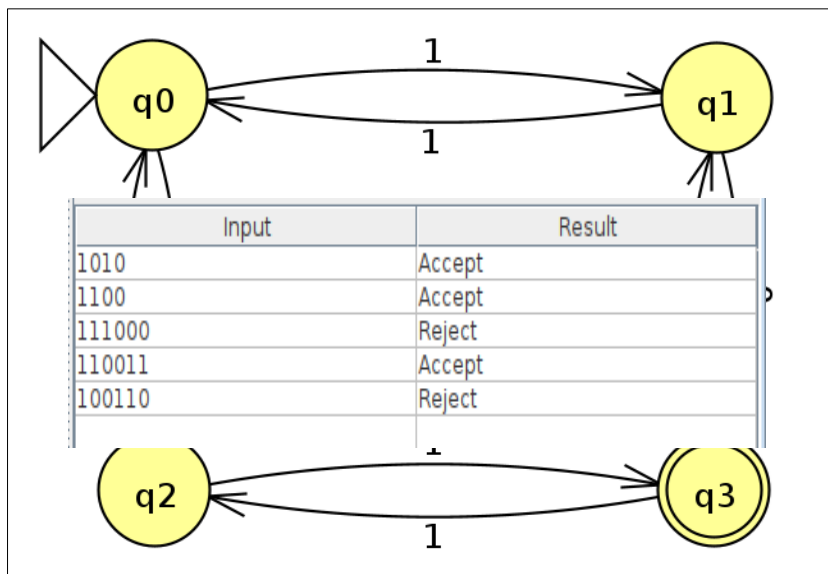 1
q0
q1
1
Input Result
1010 Accept
1100 Accept
111000 Reject
110011 Accept
100110 Reject
q2
q3
1